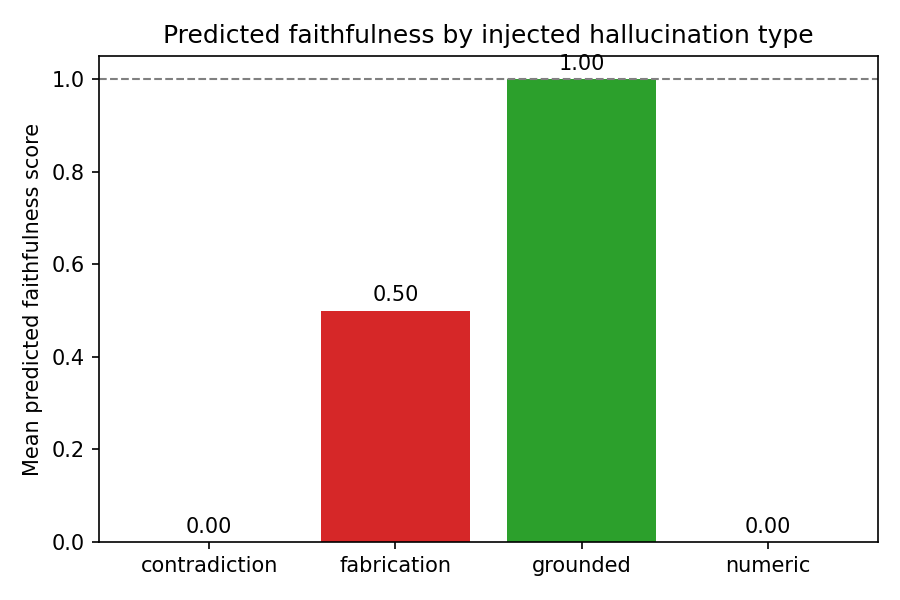 Predicted faithfulness by injected hallucination type
Mean predicted faithfulness score
1.0
0.8
0.6
0.4
0.2
0.0
0.00
0.50
1.00
0.00
contradiction
fabrication
grounded
numeric